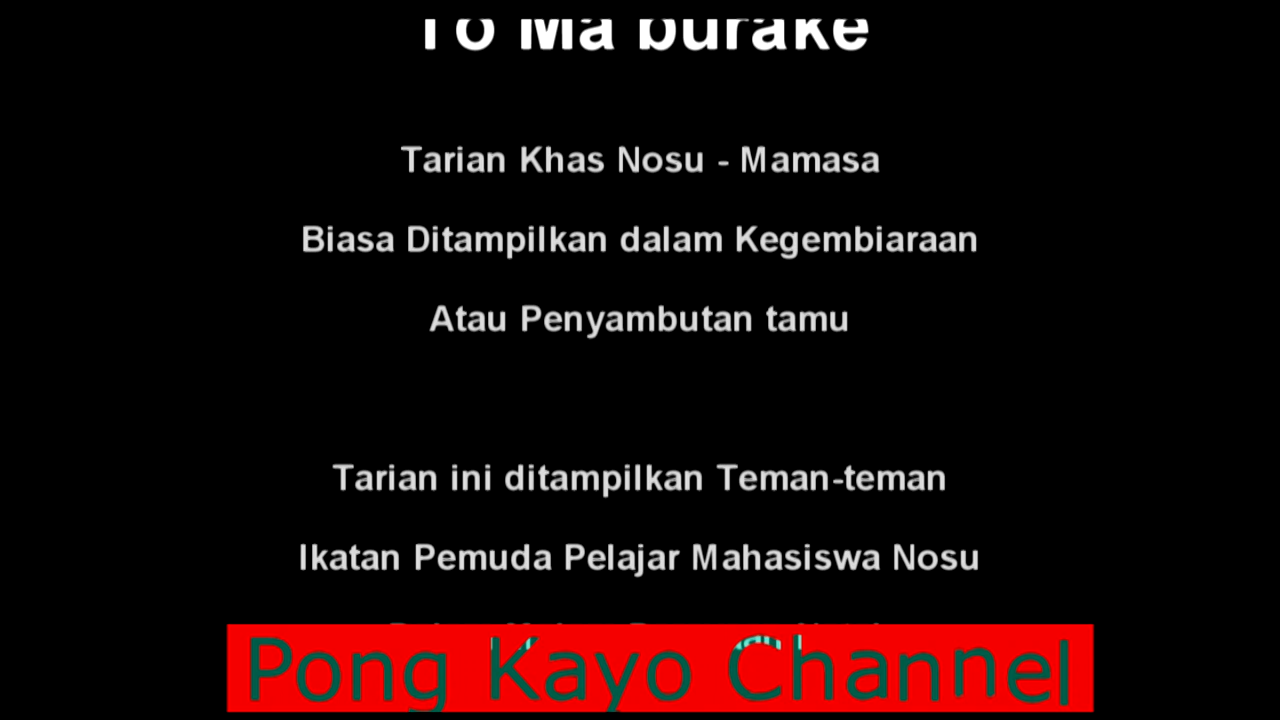 To Ma burake
Tarian Khas Nosu - Mamasa
Biasa Ditampilkan dalam Kegembiaraan
Atau Penyambutan tamu
Tarian ini ditampilkan Teman-teman
Ikatan Pemuda Pelajar Mahasiswa Nosu
Pong Kayo Channel